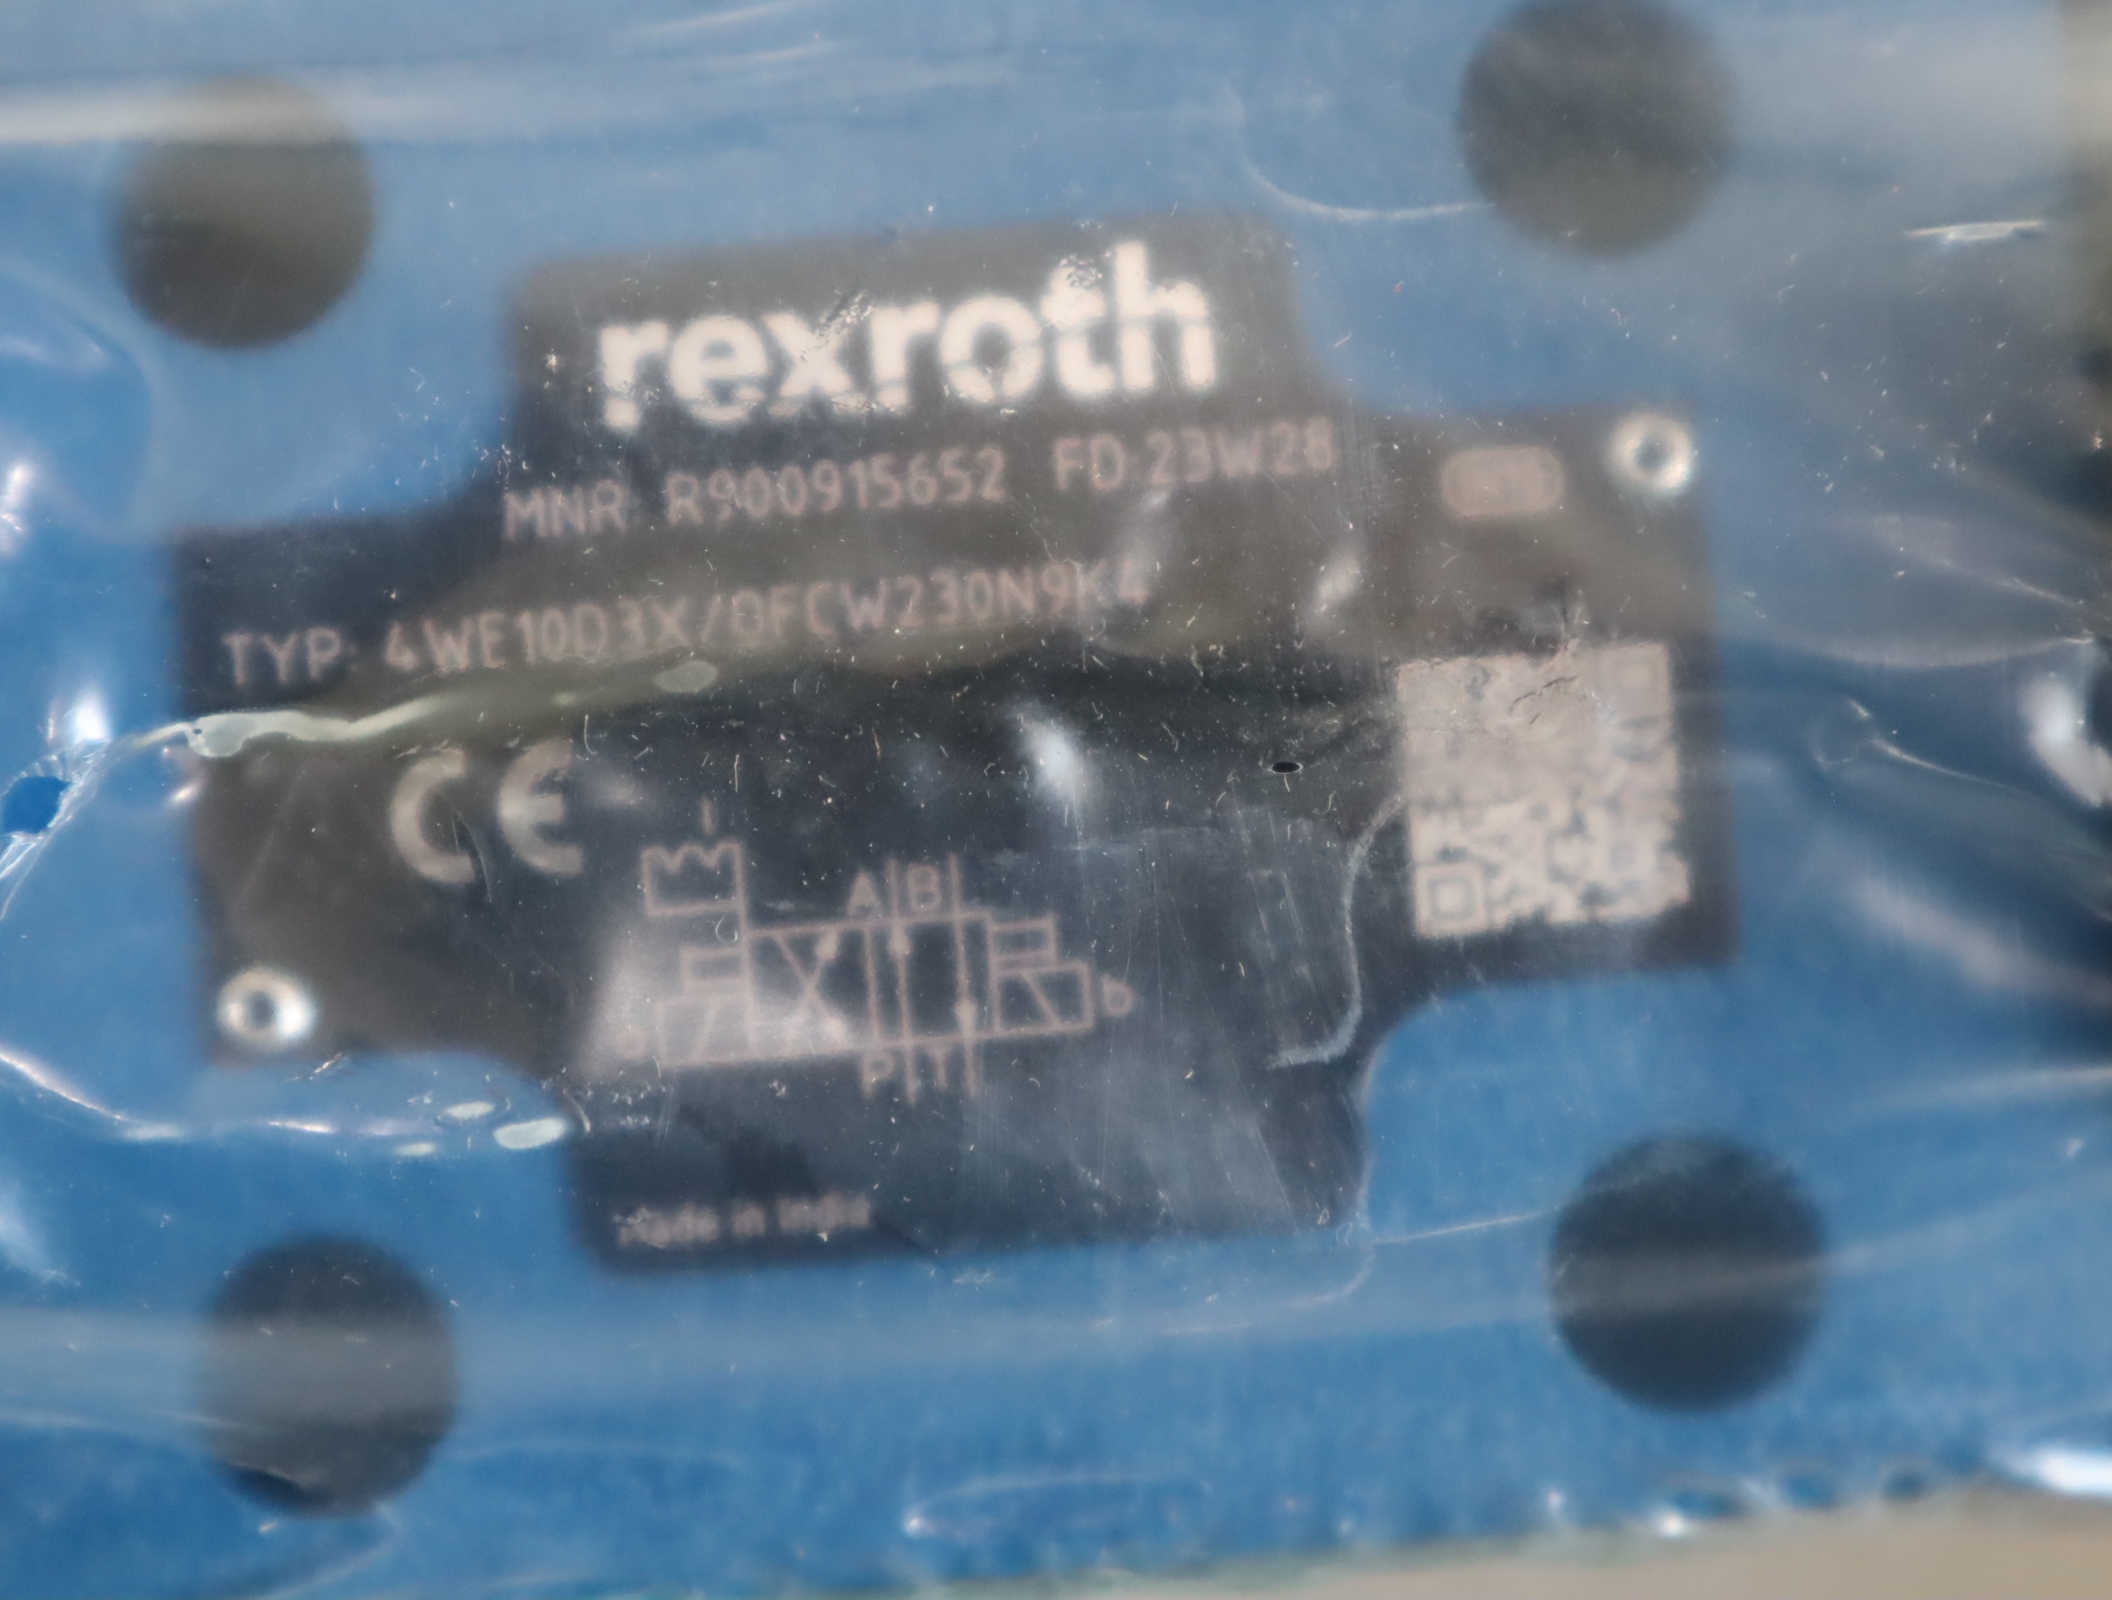 rexroth
MNR: R900915652 FD:23W28
TYP: 4WE10D3X/OFCW230N9K4
CE
A B
b
P T
Made in India